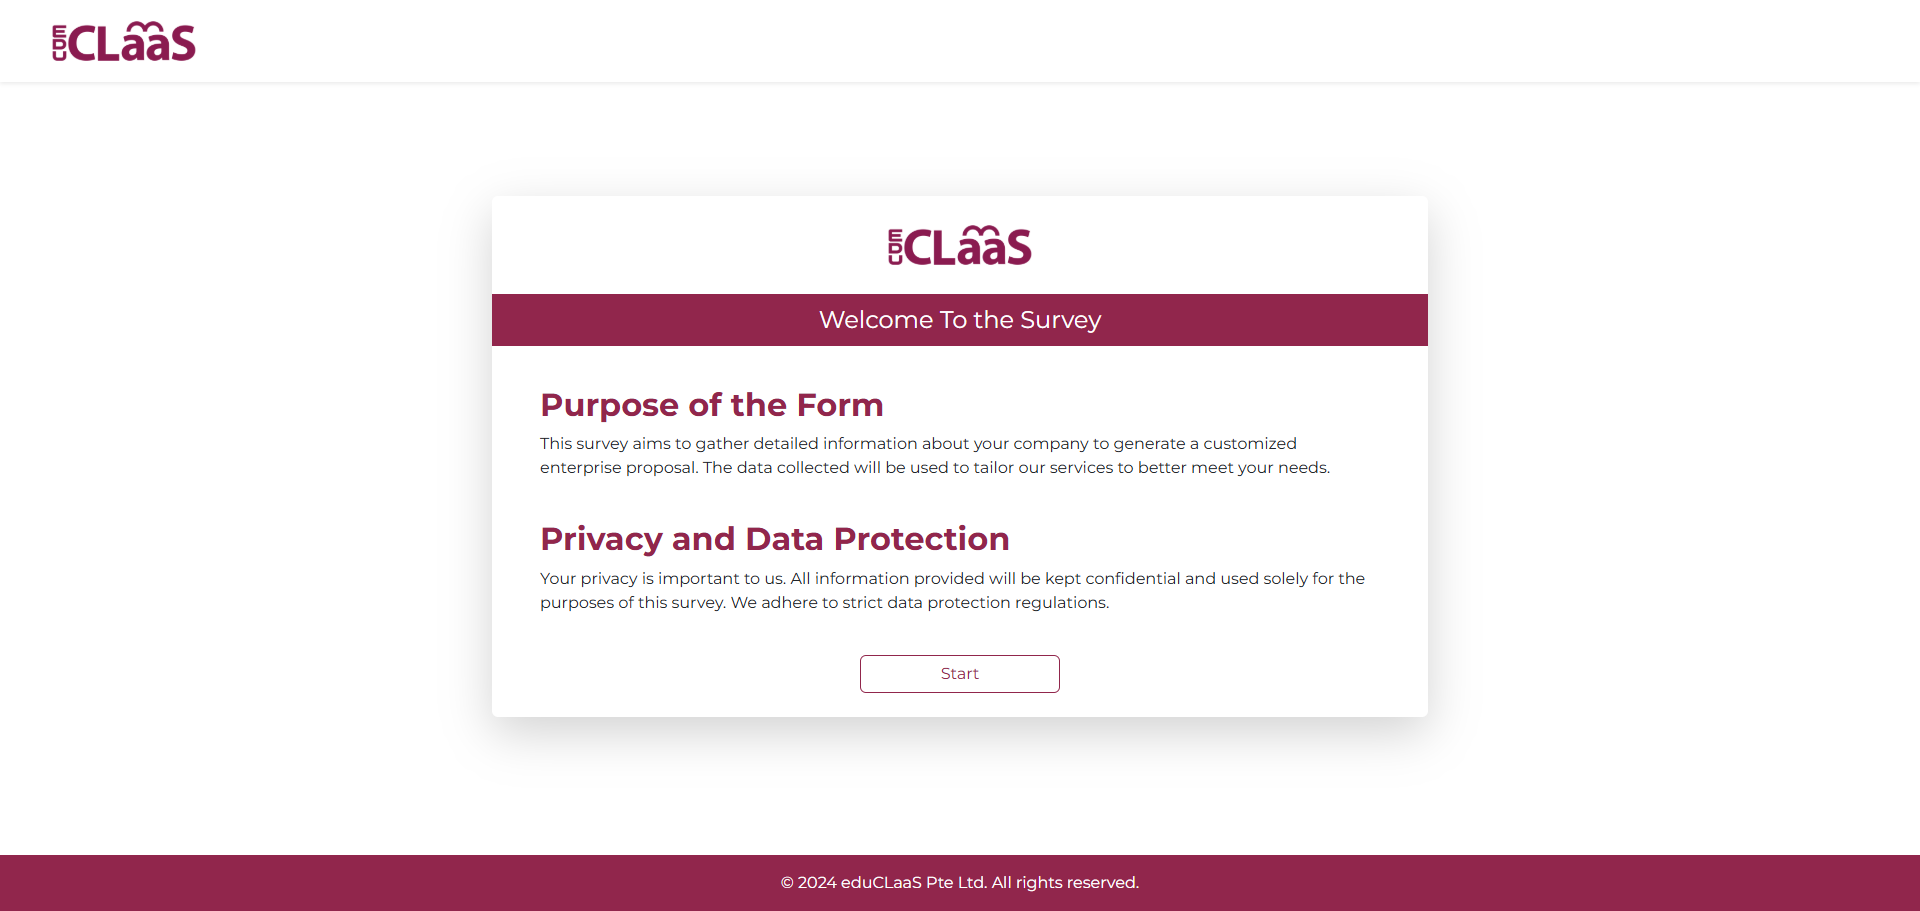 EDU CLaaS
EDU CLaaS
Welcome To the Survey
Purpose of the Form
This survey aims to gather detailed information about your company to generate a customized
enterprise proposal. The data collected will be used to tailor our services to better meet your needs.
Privacy and Data Protection
Your privacy is important to us. All information provided will be kept confidential and used solely for the
purposes of this survey. We adhere to strict data protection regulations.
Start
© 2024 eduCLaaS Pte Ltd. All rights reserved.